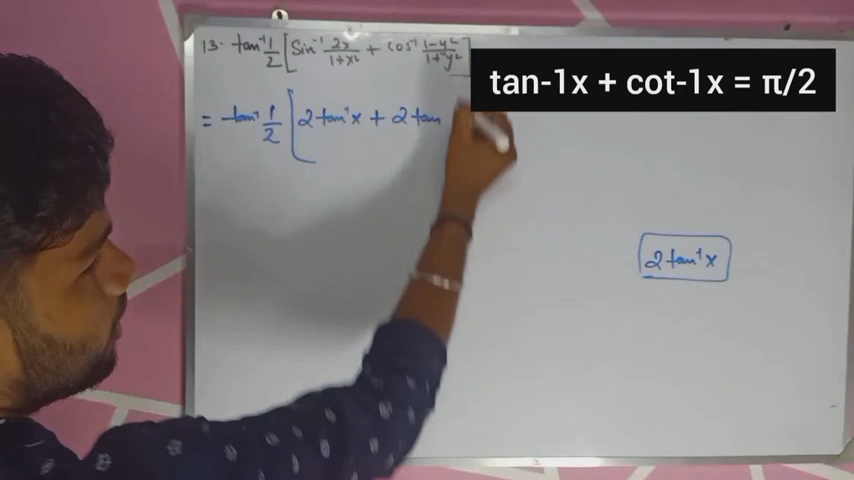 13. tan⁻¹ 1/2 [Sin⁻¹ 2x/1+x² + Cos⁻¹ 1-y²/1+y²]
tan-1x + cot-1x = π/2
= tan⁻¹ 1/2 [2 tan⁻¹x + 2 tan
2 tan⁻¹ x